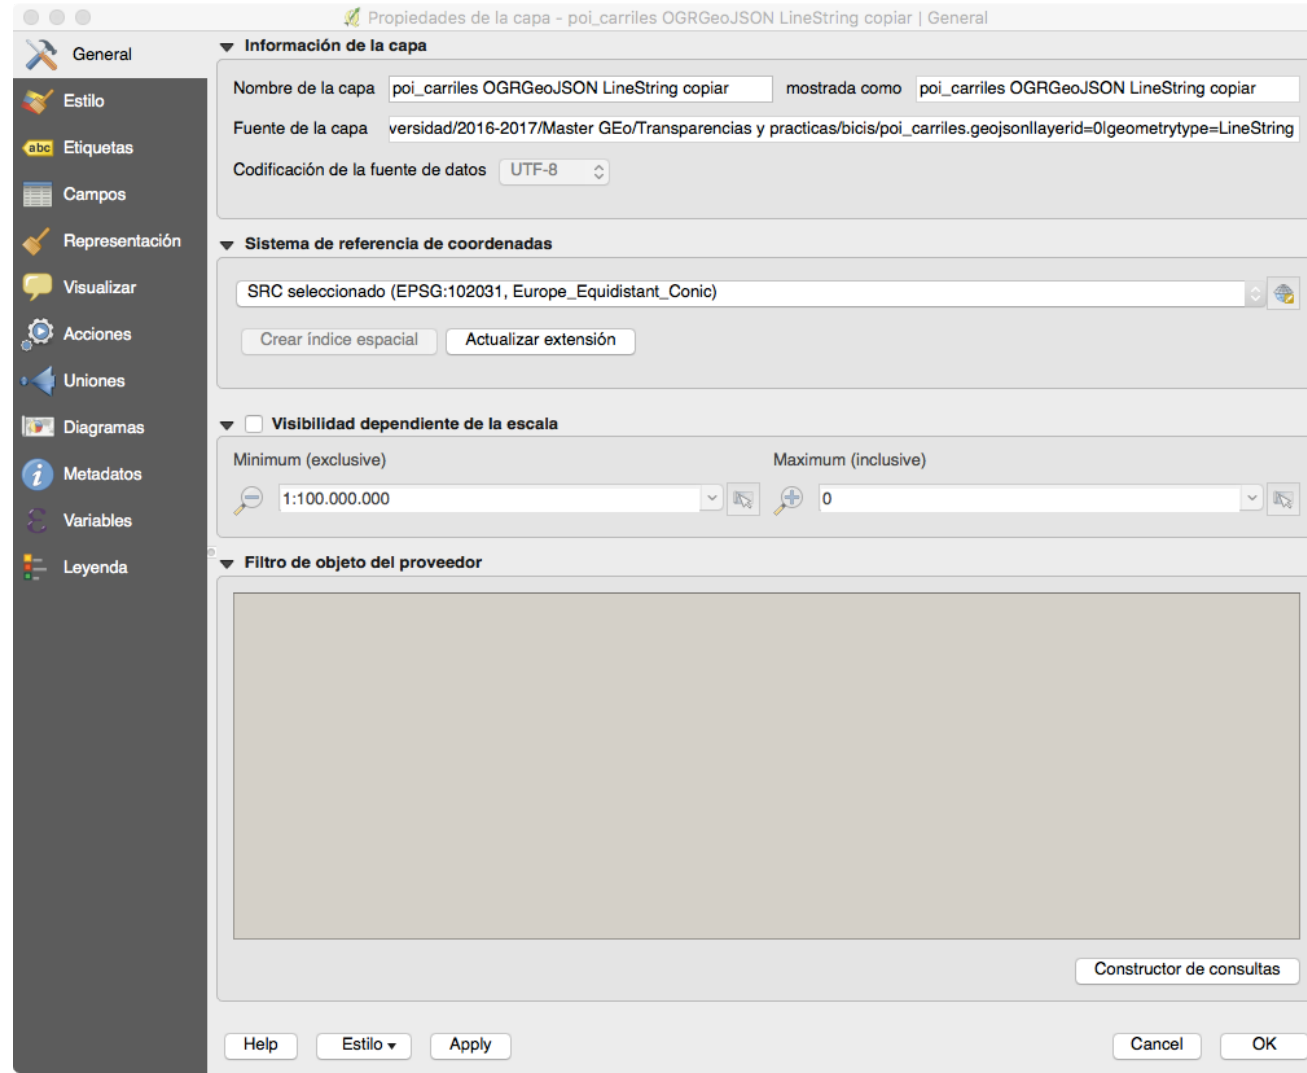 Propiedades de la capa - poi_carriles OGRGeoJSON LineString copiar | General
General
Estilo
abc Etiquetas
Campos
Representación
Visualizar
Acciones
Uniones
Diagramas
Metadatos
Variables
Leyenda
Información de la capa
Nombre de la capa poi_carriles OGRGeoJSON LineString copiar mostrada como poi_carriles OGRGeoJSON LineString copiar
Fuente de la capa versidad/2016-2017/Master GEo/Transparencias y practicas/bicis/poi_carriles.geojson|layerid=0|geometrytype=LineString
Codificación de la fuente de datos UTF-8
Sistema de referencia de coordenadas
SRC seleccionado (EPSG:102031, Europe_Equidistant_Conic)
Crear índice espacial Actualizar extensión
Visibilidad dependiente de la escala
Minimum (exclusive) Maximum (inclusive)
1:100.000.000 0
Filtro de objeto del proveedor
Constructor de consultas
Help Estilo Apply Cancel OK